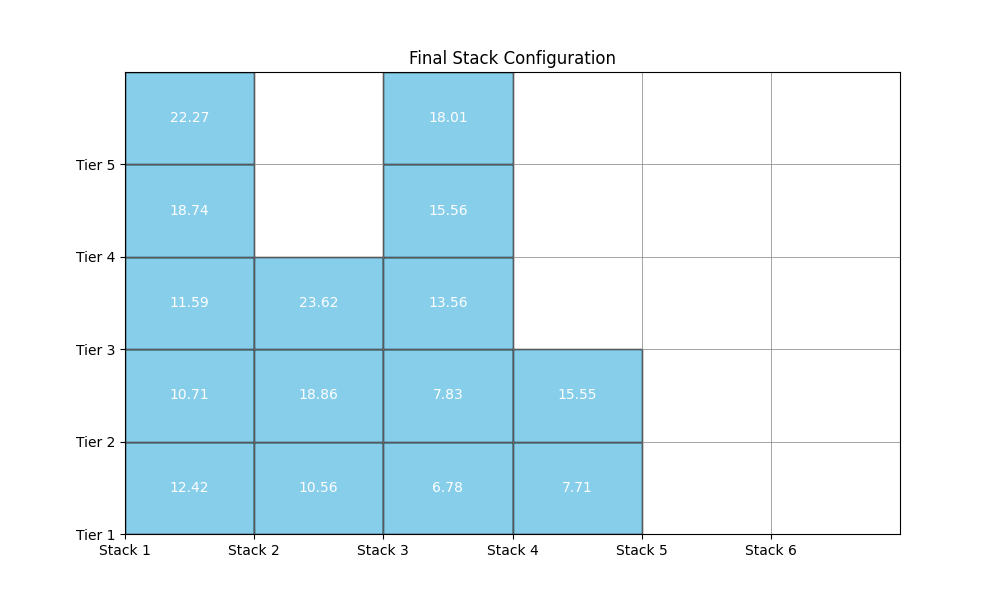 Final Stack Configuration
22.27 18.01
Tier 5
18.74 15.56
Tier 4
11.59 23.62 13.56
Tier 3
10.71 18.86 7.83 15.55
Tier 2
12.42 10.56 6.78 7.71
Tier 1
Stack 1 Stack 2 Stack 3 Stack 4 Stack 5 Stack 6